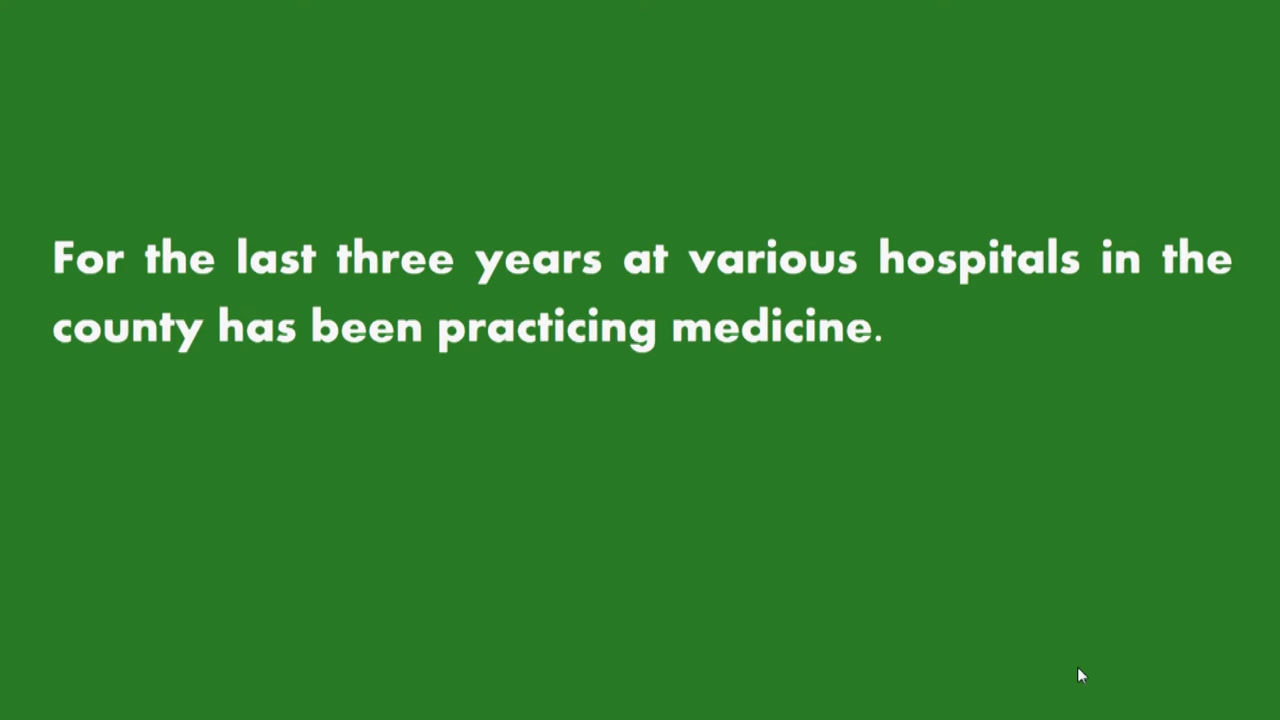 For the last three years at various hospitals in the
county has been practicing medicine.